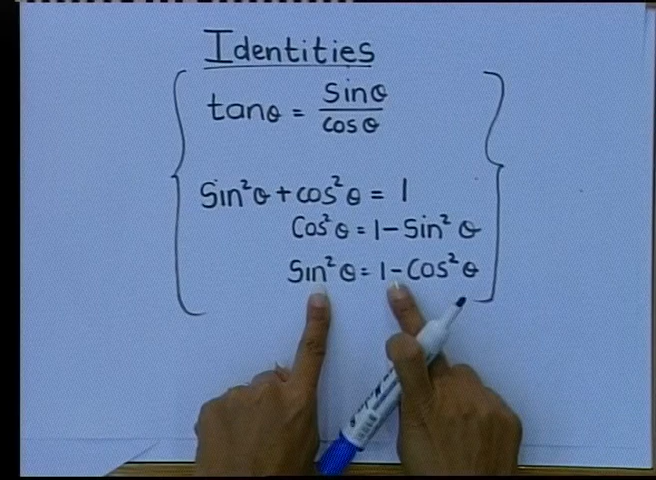 Identities
tanθ = Sinθ / cosθ
Sin²θ + cos²θ = 1
Cos²θ = 1 - Sin²θ
Sin²θ = 1 - Cos²θ